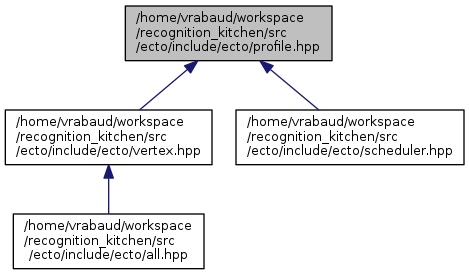 /home/vrabaud/workspace
/recognition_kitchen/src
/ecto/include/ecto/profile.hpp
/home/vrabaud/workspace
/recognition_kitchen/src
/ecto/include/ecto/vertex.hpp
/home/vrabaud/workspace
/recognition_kitchen/src
/ecto/include/ecto/scheduler.hpp
/home/vrabaud/workspace
/recognition_kitchen/src
/ecto/include/ecto/all.hpp